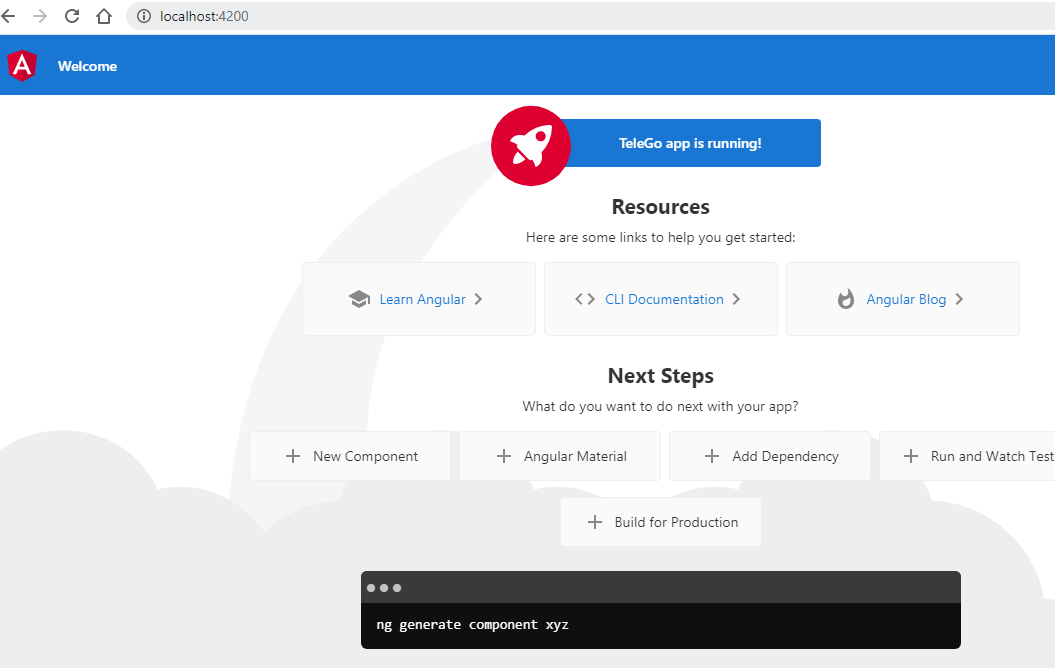 localhost:4200
Welcome
TeleGo app is running!
Resources
Here are some links to help you get started:
Learn Angular
CLI Documentation
Angular Blog
Next Steps
What do you want to do next with your app?
New Component
Angular Material
Add Dependency
Run and Watch Test
Build for Production
ng generate component xyz